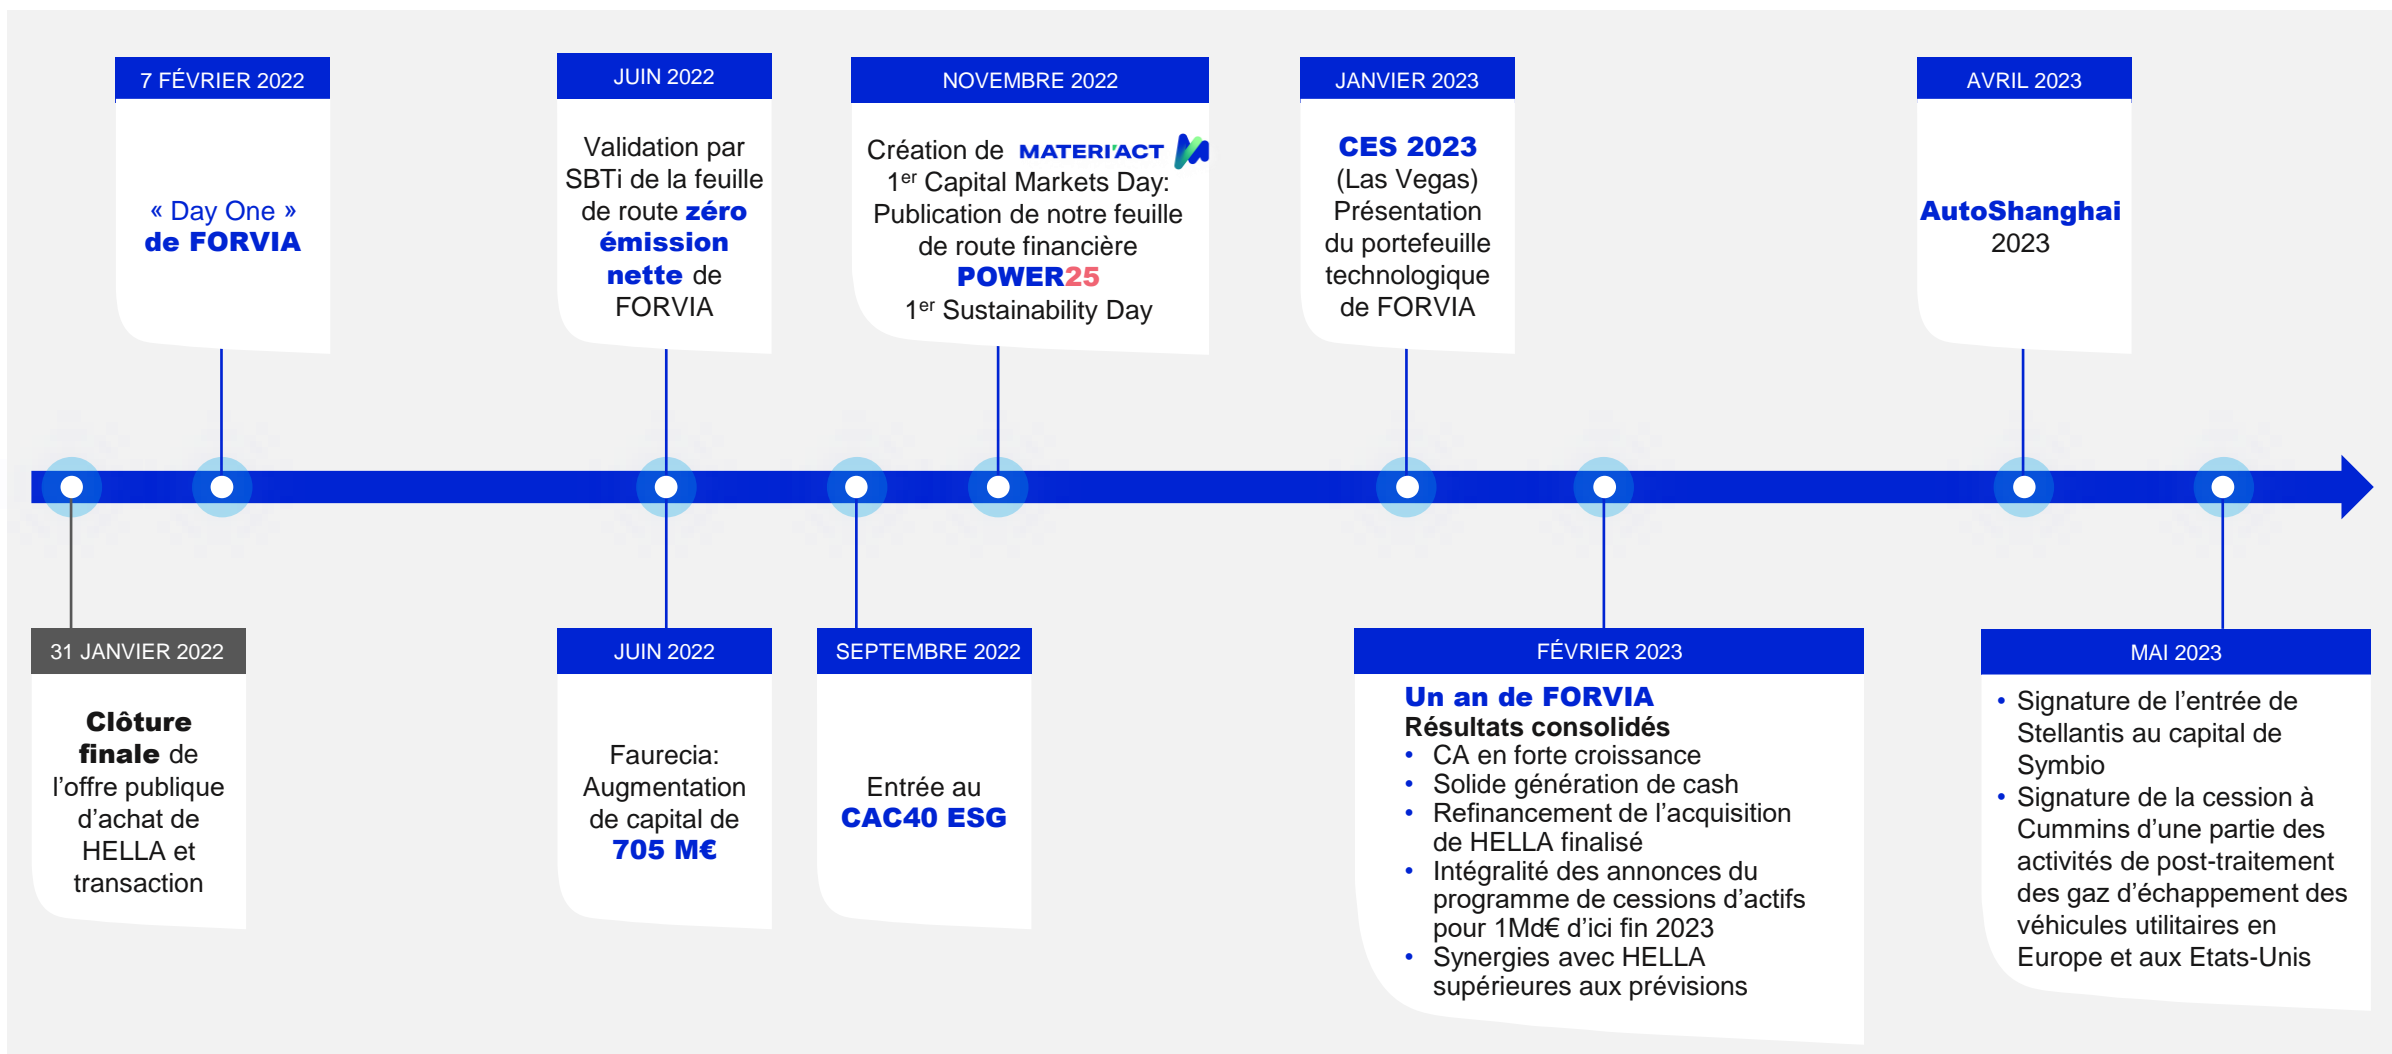 7 FÉVRIER 2022
« Day One »
de FORVIA
JUIN 2022
Validation par
SBTi de la feuille
de route zéro
émission
nette de
FORVIA
NOVEMBRE 2022
Création de MATERI'ACT
1er Capital Markets Day:
Publication de notre feuille
de route financière
POWER25
1er Sustainability Day
JANVIER 2023
CES 2023
(Las Vegas)
Présentation
du portefeuille
technologique
de FORVIA
AVRIL 2023
AutoShanghai
2023
31 JANVIER 2022
Clôture
finale de
l’offre publique
d’achat de
HELLA et
transaction
JUIN 2022
Faurecia:
Augmentation
de capital de
705 M€
SEPTEMBRE 2022
Entrée au
CAC40 ESG
FÉVRIER 2023
Un an de FORVIA
Résultats consolidés
• CA en forte croissance
• Solide génération de cash
• Refinancement de l’acquisition
de HELLA finalisé
• Intégralité des annonces du
programme de cessions d’actifs
pour 1Md€ d’ici fin 2023
• Synergies avec HELLA
supérieures aux prévisions
MAI 2023
• Signature de l’entrée de
Stellantis au capital de
Symbio
• Signature de la cession à
Cummins d’une partie des
activités de post-traitement
des gaz d’échappement des
véhicules utilitaires en
Europe et aux Etats-Unis